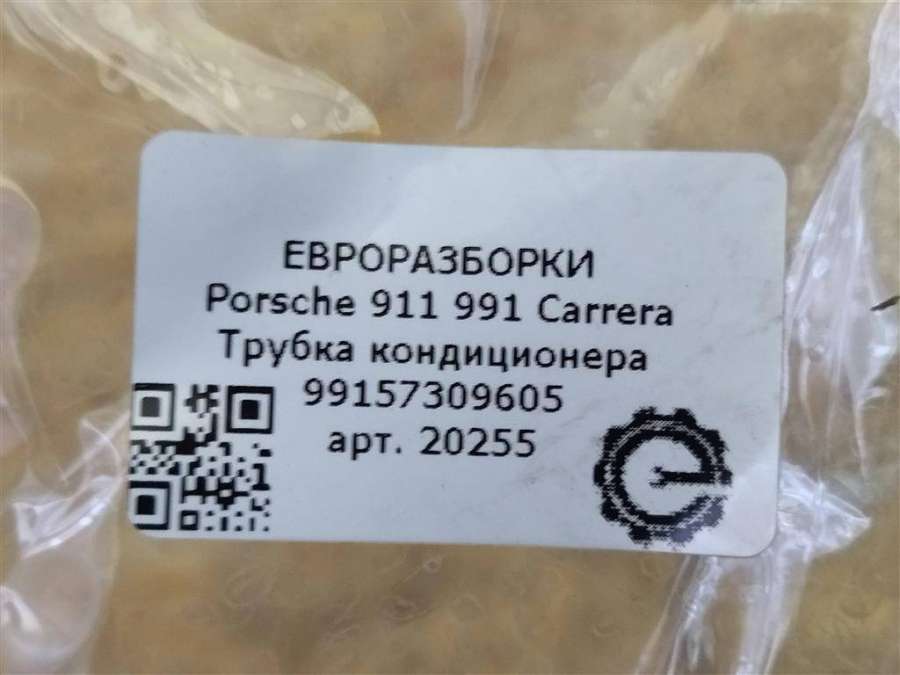 ЕВРОРАЗБОРКИ
Porsche 911 991 Carrera
Трубка кондиционера
99157309605
арт. 20255